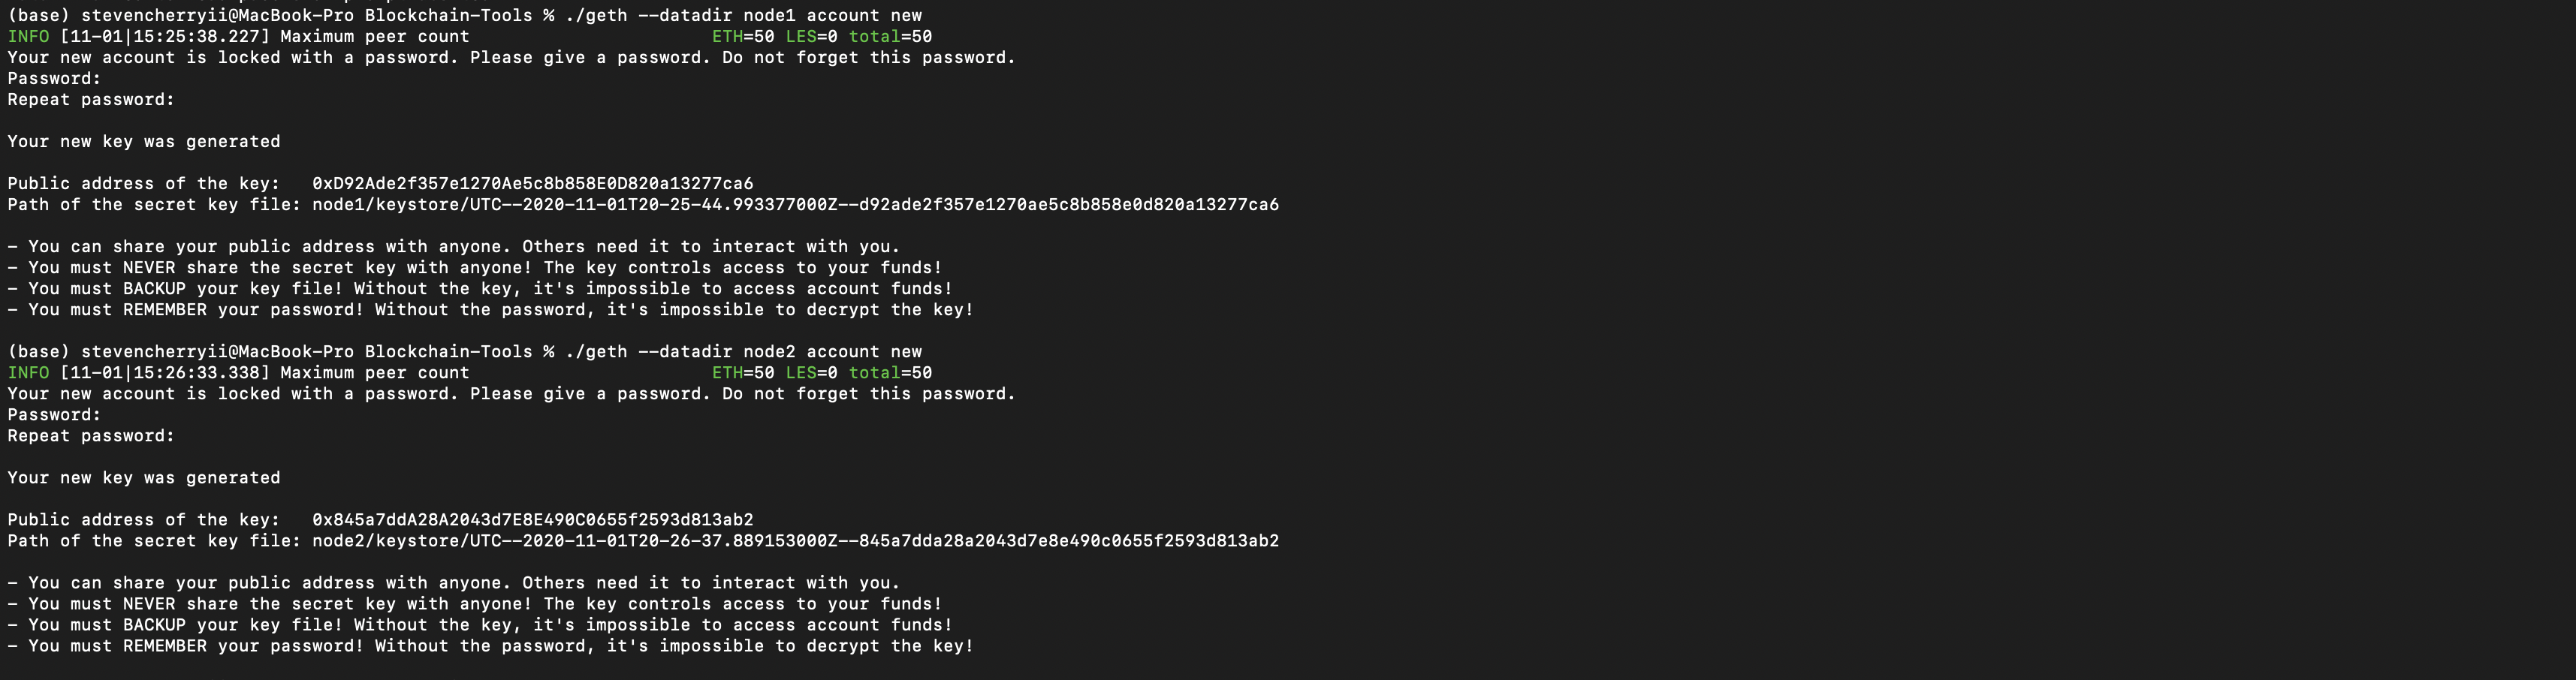 (base) stevencherryii@MacBook-Pro Blockchain-Tools % ./geth --datadir node1 account new
INFO [11-01|15:25:38.227] Maximum peer count                       ETH=50 LES=0 total=50
Your new account is locked with a password. Please give a password. Do not forget this password.
Password:
Repeat password:

Your new key was generated

Public address of the key:   0xD92Ade2f357e1270Ae5c8b858E0D820a13277ca6
Path of the secret key file: node1/keystore/UTC--2020-11-01T20-25-44.993377000Z--d92ade2f357e1270ae5c8b858e0d820a13277ca6

- You can share your public address with anyone. Others need it to interact with you.
- You must NEVER share the secret key with anyone! The key controls access to your funds!
- You must BACKUP your key file! Without the key, it's impossible to access account funds!
- You must REMEMBER your password! Without the password, it's impossible to decrypt the key!

(base) stevencherryii@MacBook-Pro Blockchain-Tools % ./geth --datadir node2 account new
INFO [11-01|15:26:33.338] Maximum peer count                       ETH=50 LES=0 total=50
Your new account is locked with a password. Please give a password. Do not forget this password.
Password:
Repeat password:

Your new key was generated

Public address of the key:   0x845a7ddA28A2043d7E8E490C0655f2593d813ab2
Path of the secret key file: node2/keystore/UTC--2020-11-01T20-26-37.889153000Z--845a7dda28a2043d7e8e490c0655f2593d813ab2

- You can share your public address with anyone. Others need it to interact with you.
- You must NEVER share the secret key with anyone! The key controls access to your funds!
- You must BACKUP your key file! Without the key, it's impossible to access account funds!
- You must REMEMBER your password! Without the password, it's impossible to decrypt the key!